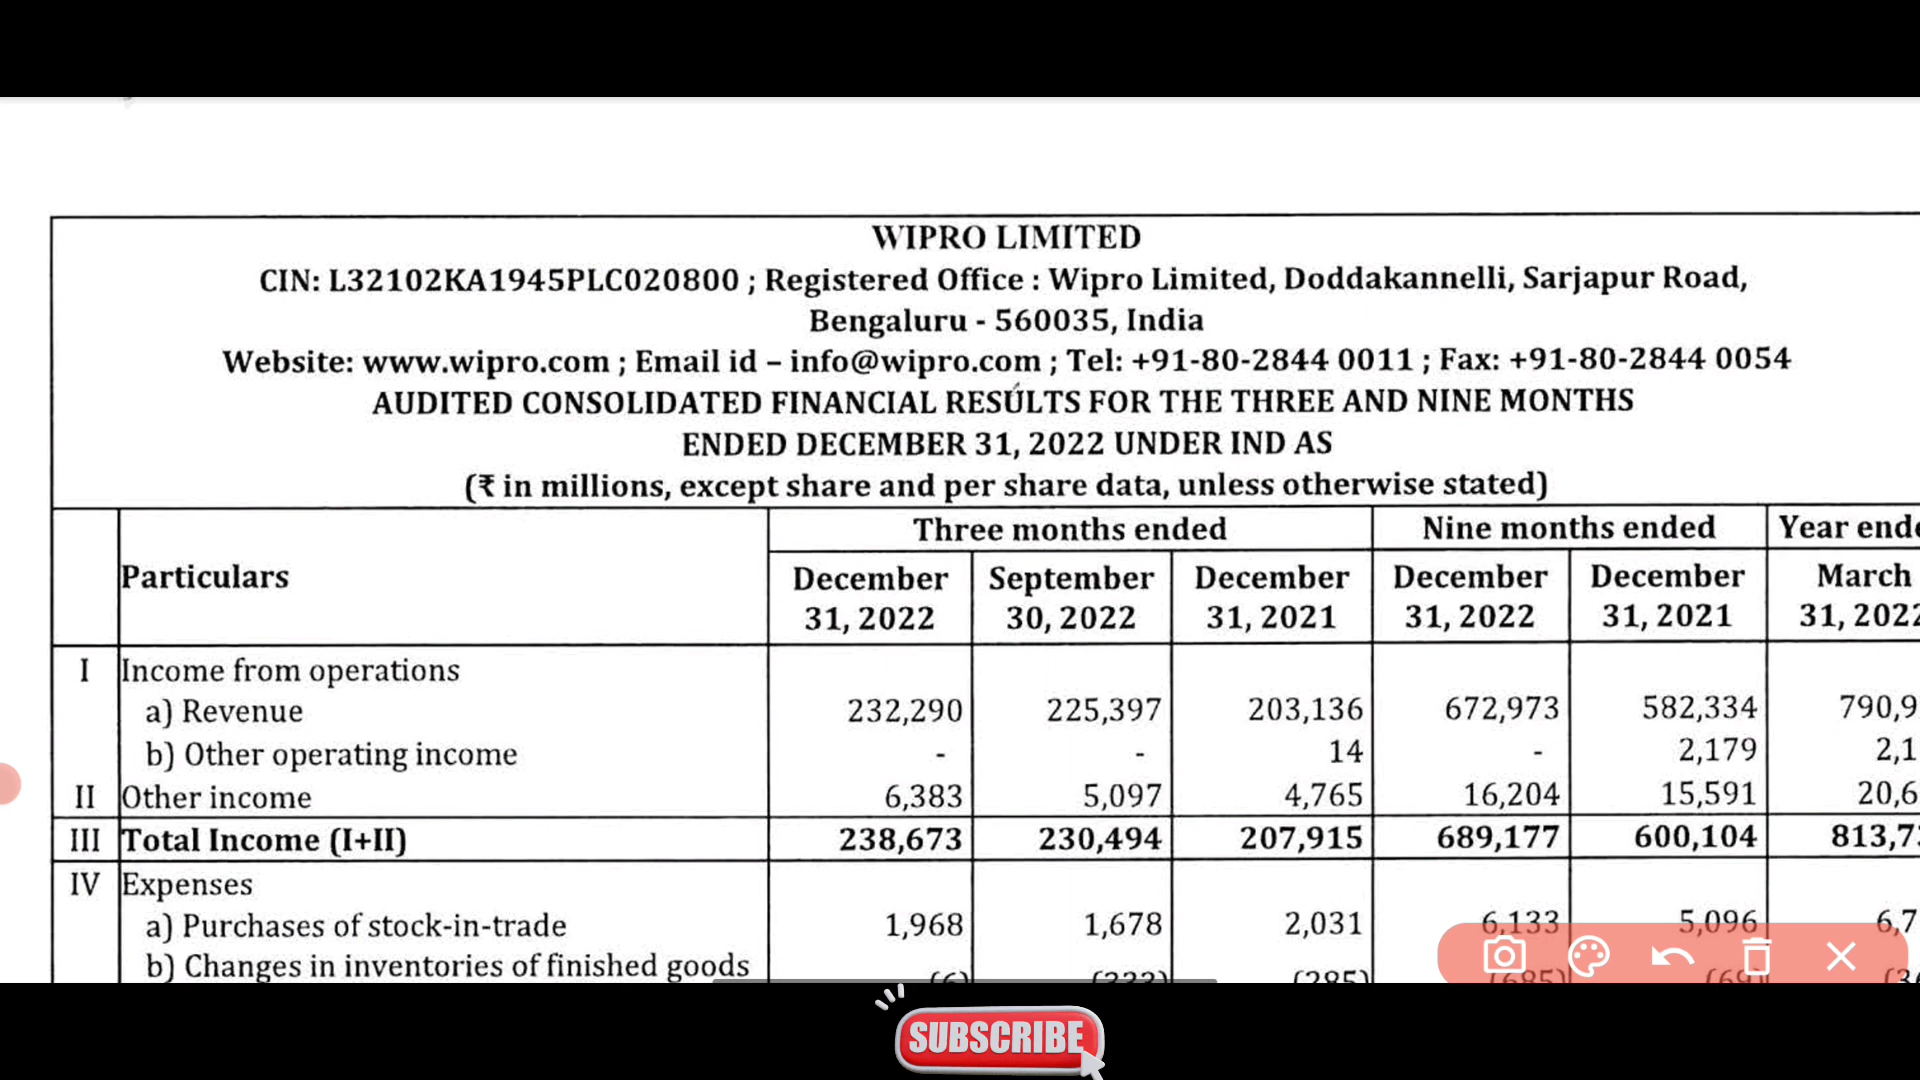 WIPRO LIMITED
CIN: L32102KA1945PLC020800 ; Registered Office : Wipro Limited, Doddakannelli, Sarjapur Road,
Bengaluru - 560035, India
Website: www.wipro.com ; Email id – info@wipro.com ; Tel: +91-80-2844 0011 ; Fax: +91-80-2844 0054
AUDITED CONSOLIDATED FINANCIAL RESULTS FOR THE THREE AND NINE MONTHS
ENDED DECEMBER 31, 2022 UNDER IND AS
(₹ in millions, except share and per share data, unless otherwise stated)
Particulars Three months ended Nine months ended Year
December 31, 2022 September 30, 2022 December 31, 2021 December 31, 2022 December 31, 2021 March 31,
I Income from operations
a) Revenue 232,290 225,397 203,136 672,973 582,334
b) Other operating income - - 14 - 2,179
II Other income 6,383 5,097 4,765 16,204 15,591
III Total Income (I+II) 238,673 230,494 207,915 689,177 600,104
IV Expenses
a) Purchases of stock-in-trade 1,968 1,678 2,031 6,133 5,096
b) Changes in inventories of finished goods
SUBSCRIBE